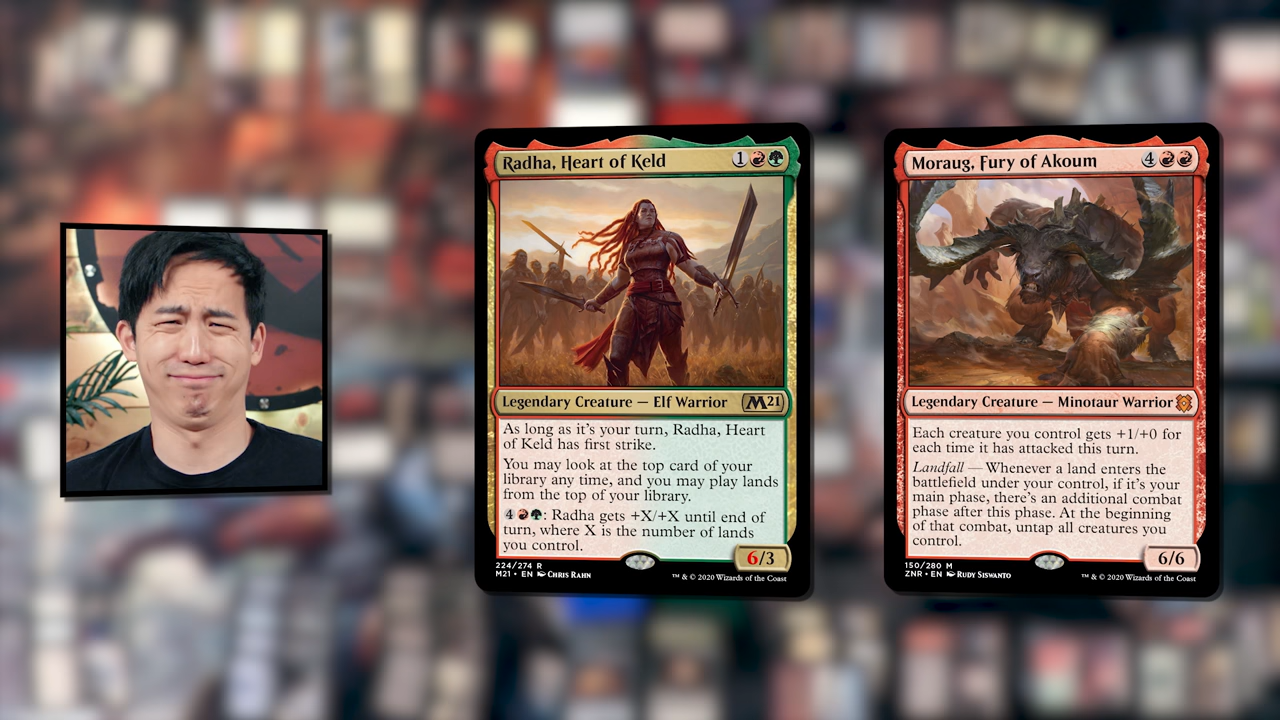 Radha, Heart of Keld
1
Legendary Creature — Elf Warrior
M21
As long as it's your turn, Radha, Heart
of Keld has first strike.
You may look at the top card of your
library any time, and you may play lands
from the top of your library.
4 : Radha gets +X/+X until end of
turn, where X is the number of lands
you control.
6/3
224/274 R
M21 • EN Chris Rahn
™ & © 2020 Wizards of the Coast
Moraug, Fury of Akoum
4
Legendary Creature — Minotaur Warrior
Each creature you control gets +1/+0 for
each time it has attacked this turn.
Landfall — Whenever a land enters the
battlefield under your control, if it's your
main phase, there's an additional combat
phase after this phase. At the beginning
of that combat, untap all creatures you
control.
6/6
150/280 M
ZNR • EN Rudy Siswanto
™ & © 2020 Wizards of the Coast